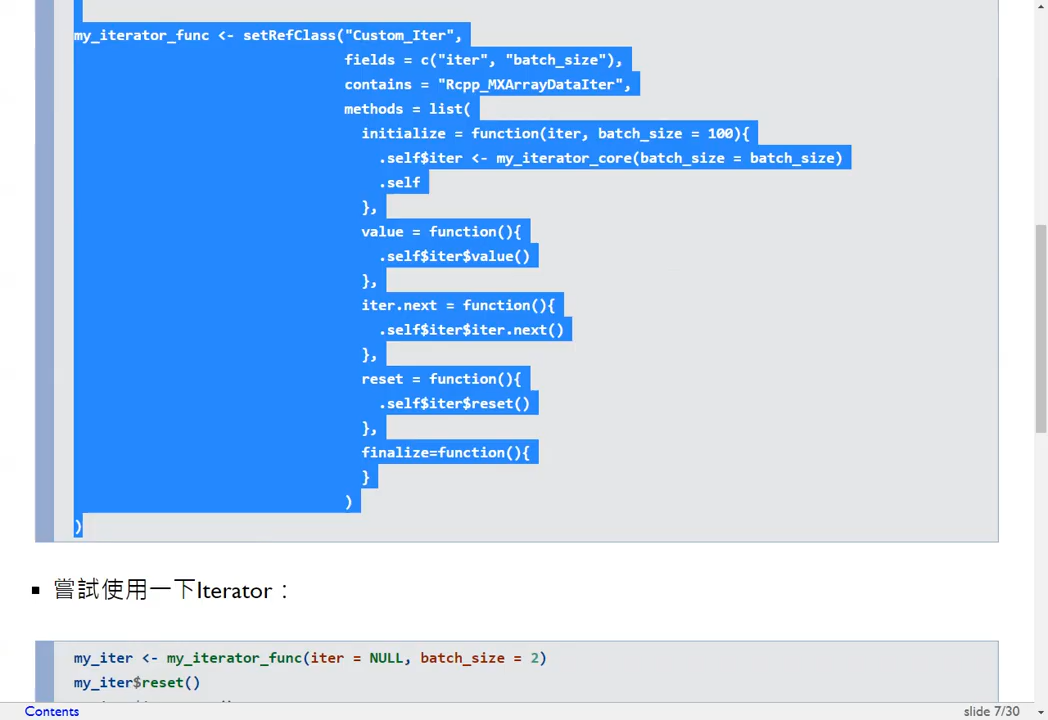 my_iterator_func <- setRefClass("Custom_Iter",
fields = c("iter", "batch_size"),
contains = "Rcpp_MXArrayDataIter",
methods = list(
initialize = function(iter, batch_size = 100){
.self$iter <- my_iterator_core(batch_size = batch_size)
.self
},
value = function(){
.self$iter$value()
},
iter.next = function(){
.self$iter$iter.next()
},
reset = function(){
.self$iter$reset()
},
finalize=function(){
}
)
)
▪ 嘗試使用一下Iterator：
my_iter <- my_iterator_func(iter = NULL, batch_size = 2)
my_iter$reset()
Contents
slide 7/30